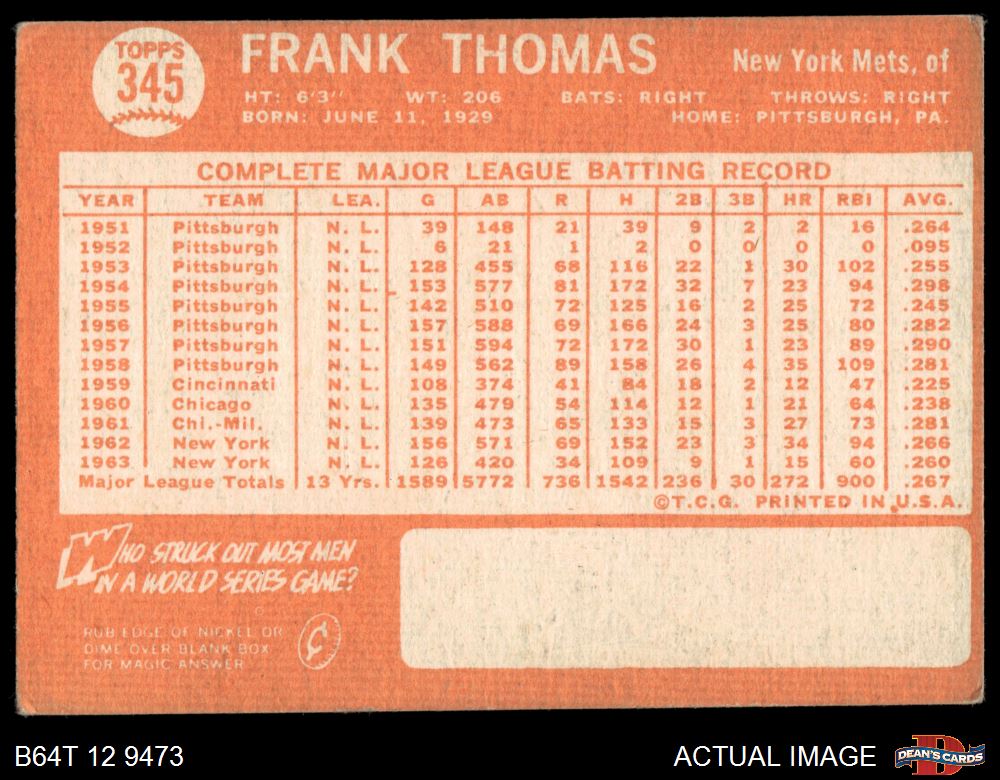 TOPPS
345
FRANK THOMAS
New York Mets, of
HT: 6'3" WT: 206 BATS: RIGHT THROWS: RIGHT
BORN: JUNE 11, 1929 HOME: PITTSBURGH, PA.
COMPLETE MAJOR LEAGUE BATTING RECORD
YEAR TEAM LEA. G AB R H 2B 3B HR RBI AVG.
1951 Pittsburgh N. L. 39 148 21 39 9 2 2 16 .264
1952 Pittsburgh N. L. 6 21 1 2 0 0 0 0 .095
1953 Pittsburgh N. L. 128 455 68 116 22 1 30 102 .255
1954 Pittsburgh N. L. 153 577 81 172 32 7 23 94 .298
1955 Pittsburgh N. L. 142 510 72 125 16 2 25 72 .245
1956 Pittsburgh N. L. 157 588 69 166 24 3 25 80 .282
1957 Pittsburgh N. L. 151 594 72 172 30 1 23 89 .290
1958 Pittsburgh N. L. 149 562 89 158 26 4 35 109 .281
1959 Cincinnati N. L. 108 374 41 84 18 2 12 47 .225
1960 Chicago N. L. 135 479 54 114 12 1 21 64 .238
1961 Chi.-Mil. N. L. 139 473 65 133 15 3 27 73 .281
1962 New York N. L. 156 571 69 152 23 3 34 94 .266
1963 New York N. L. 126 420 34 109 9 1 15 60 .260
Major League Totals 13 Yrs. 1589 5772 736 1542 236 30 272 900 .267
©T.C.G. PRINTED IN U.S.A.
WHO STRUCK OUT MOST MEN
IN A WORLD SERIES GAME?
RUB EDGE OF NICKEL OR
DIME OVER BLANK BOX
FOR MAGIC ANSWER
¢
B64T 12 9473
ACTUAL IMAGE
D
DEAN'S CARDS